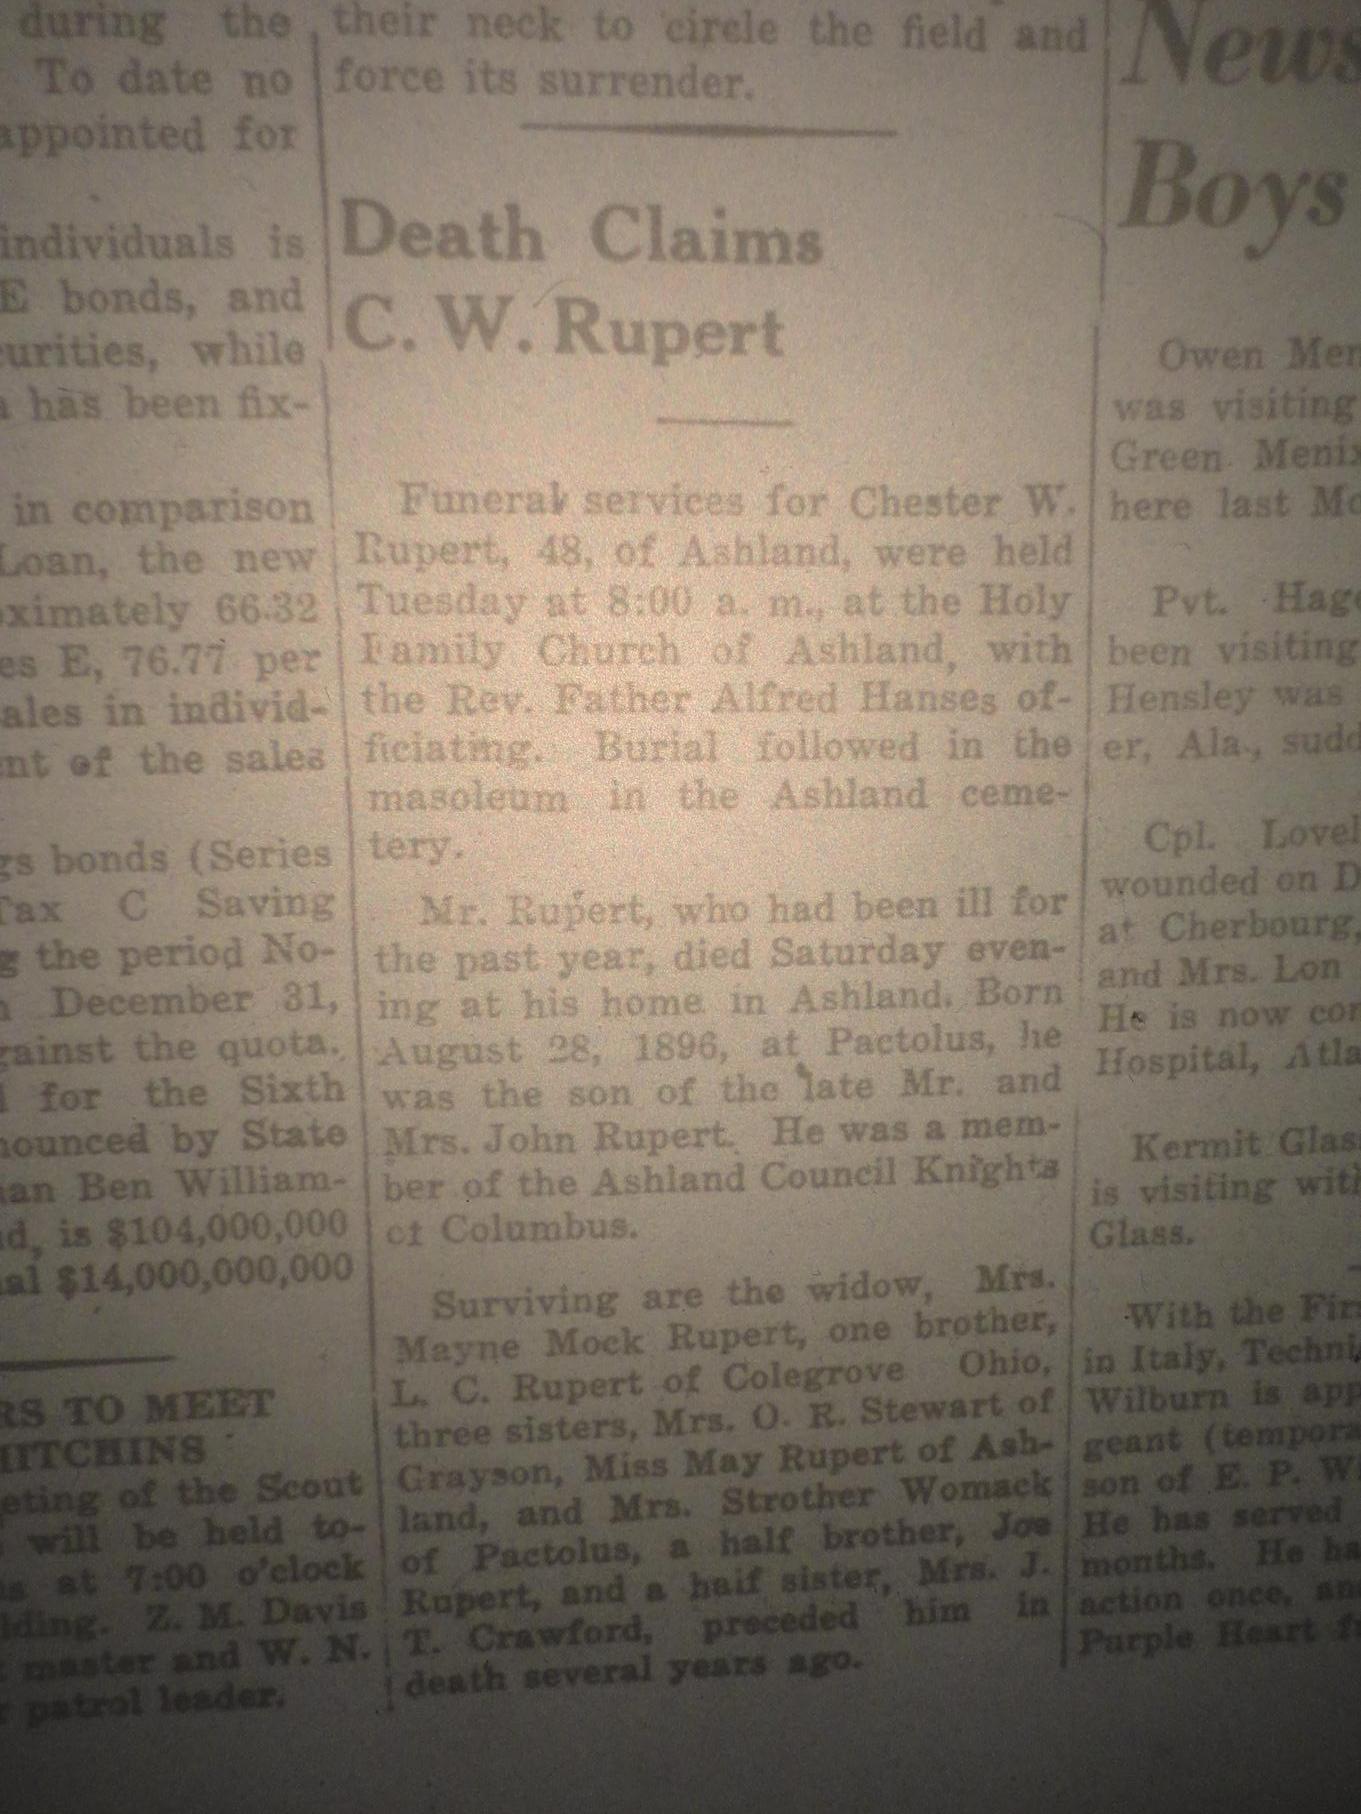 during the
To date no
appointed for
individuals is
E bonds, and
curities, while
has been fix-
in comparison
Loan, the new
oximately 66.32
es E, 76.77 per
ales in individ-
nt of the sales
gs bonds (Series
Tax C Saving
g the period No-
December 31,
gainst the quota.
for the Sixth
nounced by State
an Ben William-
d, is $104,000,000
al $14,000,000,000
RS TO MEET
HITCHINS
eting of the Scout
will be held to-
s at 7:00 o'clock
lding. Z. M. Davis
master and W. N.
r patrol leader.
their neck to circle the field and
force its surrender.
Death Claims
C. W. Rupert
Funeral services for Chester W.
Rupert, 48, of Ashland, were held
Tuesday at 8:00 a. m., at the Holy
Family Church of Ashland, with
the Rev. Father Alfred Hanses of-
ficiating. Burial followed in the
masoleum in the Ashland ceme-
tery.
Mr. Rupert, who had been ill for
the past year, died Saturday even-
ing at his home in Ashland. Born
August 28, 1896, at Pactolus, he
was the son of the late Mr. and
Mrs. John Rupert. He was a mem-
ber of the Ashland Council Knights
of Columbus.
Surviving are the widow, Mrs.
Mayne Mock Rupert, one brother,
L. C. Rupert of Colegrove Ohio,
three sisters, Mrs. O. R. Stewart of
Grayson, Miss May Rupert of Ash-
land, and Mrs. Strother Womack
of Pactolus, a half brother, Joe
Rupert, and a half sister, Mrs. J.
T. Crawford, preceded him in
death several years ago.
News
Boys
Owen Men
was visiting
Green Menix
here last Mo
Pvt. Hage
been visiting
Hensley was
er, Ala., sudd
Cpl. Lovel
wounded on D
at Cherbourg,
and Mrs. Lon
He is now con
Hospital, Atla
Kermit Glas
is visiting with
Glass.
With the Fir
in Italy, Techni
Wilburn is app
geant (tempora
son of E. P. W
He has served
months. He ha
action once, an
Purple Heart f